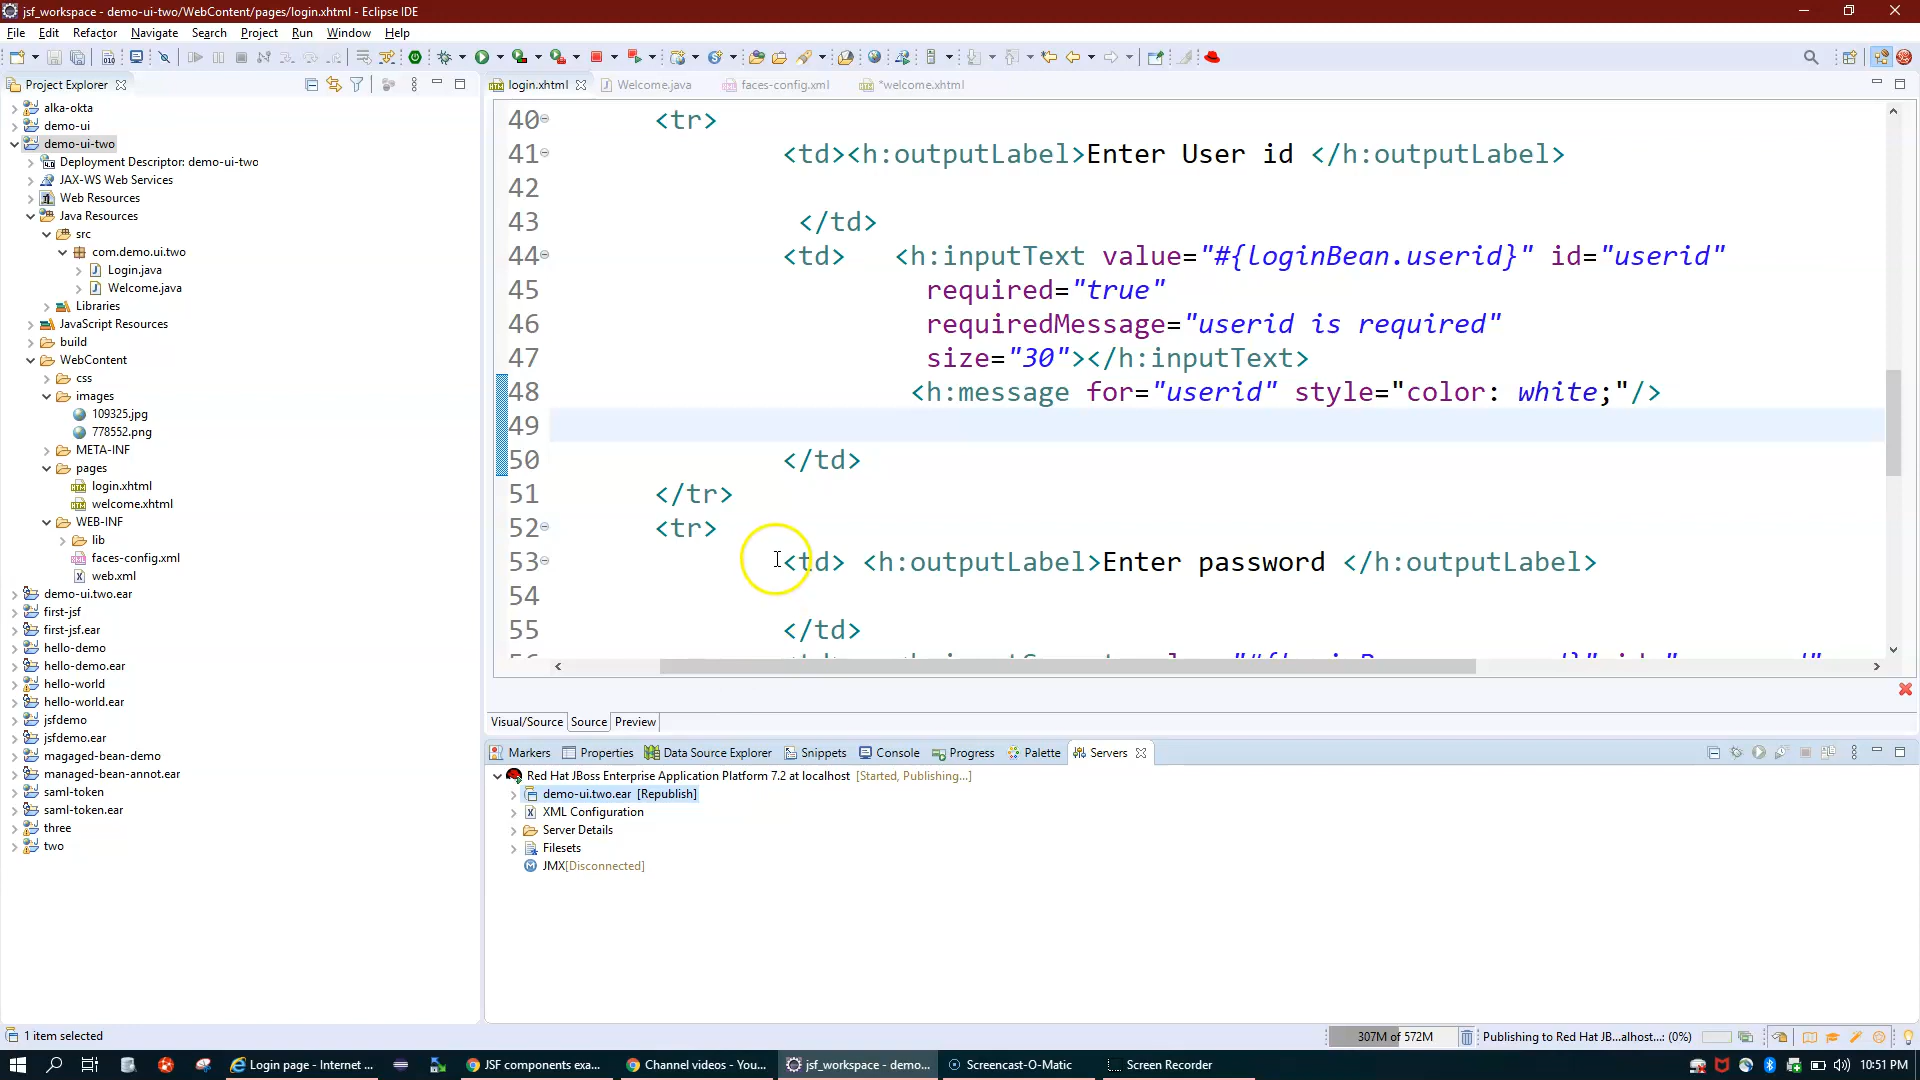 jsf_workspace - demo-ui-two/WebContent/pages/login.xhtml - Eclipse IDE
File Edit Refactor Navigate Search Project Run Window Help
Project Explorer
login.xhtml Welcome.java faces-config.xml *welcome.xhtml
alka-okta
demo-ui
demo-ui-two
Deployment Descriptor: demo-ui-two
JAX-WS Web Services
Web Resources
Java Resources
src
com.demo.ui.two
Login.java
Welcome.java
Libraries
JavaScript Resources
build
WebContent
css
images
109325.jpg
778552.png
META-INF
pages
login.xhtml
welcome.xhtml
WEB-INF
lib
faces-config.xml
web.xml
demo-ui.two.ear
first-jsf
first-jsf.ear
hello-demo
hello-demo.ear
hello-world
hello-world.ear
jsfdemo
jsfdemo.ear
magaged-bean-demo
managed-bean-annot.ear
saml-token
saml-token.ear
three
two
40 <tr>
41 <td><h:outputLabel>Enter User id </h:outputLabel>
42
43 </td>
44 <td> <h:inputText value="#{loginBean.userid}" id="userid"
45 required="true"
46 requiredMessage="userid is required"
47 size="30"></h:inputText>
48 <h:message for="userid" style="color: white;"/>
49
50 </td>
51 </tr>
52 <tr>
53 <td> <h:outputLabel>Enter password </h:outputLabel>
54
55 </td>
Visual/Source Source Preview
Markers Properties Data Source Explorer Snippets Console Progress Palette Servers
Red Hat JBoss Enterprise Application Platform 7.2 at localhost [Started, Publishing...]
demo-ui.two.ear [Republish]
XML Configuration
Server Details
Filesets
JMX[Disconnected]
1 item selected
307M of 572M
Publishing to Red Hat JB...alhost...: (0%)
Login page - Internet ...
JSF components exa...
Channel videos - You...
jsf_workspace - demo...
Screencast-O-Matic
Screen Recorder
10:51 PM